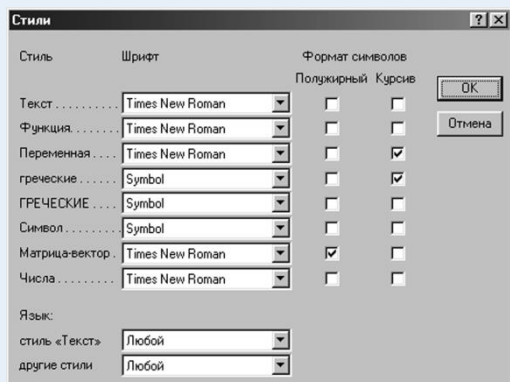 Стили
Стиль Шрифт Формат символов
Полужирный Курсив
OK
Текст . . . . . . . . . . Times New Roman
Функция. . . . . . . . Times New Roman
Отмена
Переменная . . . . Times New Roman
греческие . . . . . . Symbol
ГРЕЧЕСКИЕ . . . . Symbol
Символ . . . . . . . . Symbol
Матрица-вектор . Times New Roman
Числа . . . . . . . . . Times New Roman
Язык:
стиль «Текст» Любой
другие стили Любой